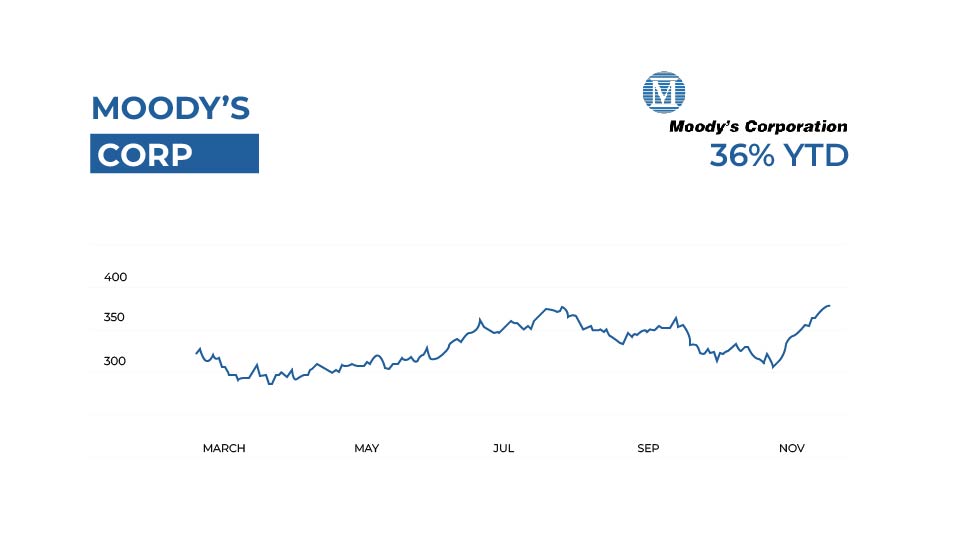 MOODY'S
CORP
M
Moody's Corporation
36% YTD
400
350
300
MARCH MAY JUL SEP NOV